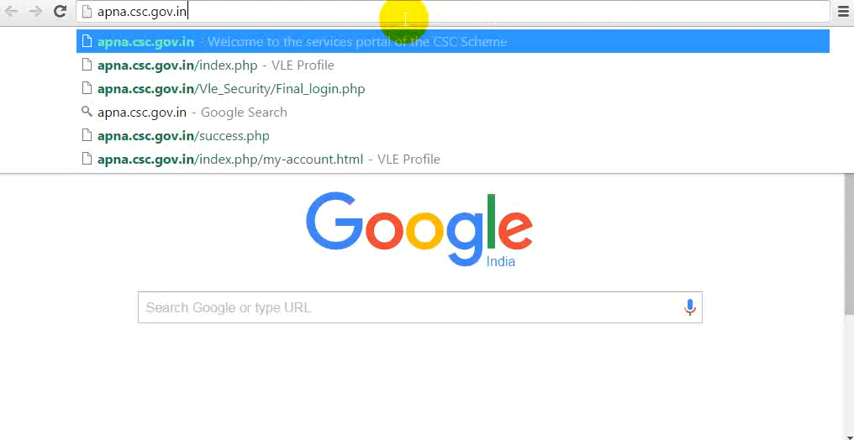 apna.csc.gov.in
apna.csc.gov.in - Welcome to the services portal of the CSC Scheme
apna.csc.gov.in/index.php - VLE Profile
apna.csc.gov.in/Vle_Security/Final_login.php
apna.csc.gov.in - Google Search
apna.csc.gov.in/success.php
apna.csc.gov.in/index.php/my-account.html - VLE Profile
Google
India
Search Google or type URL